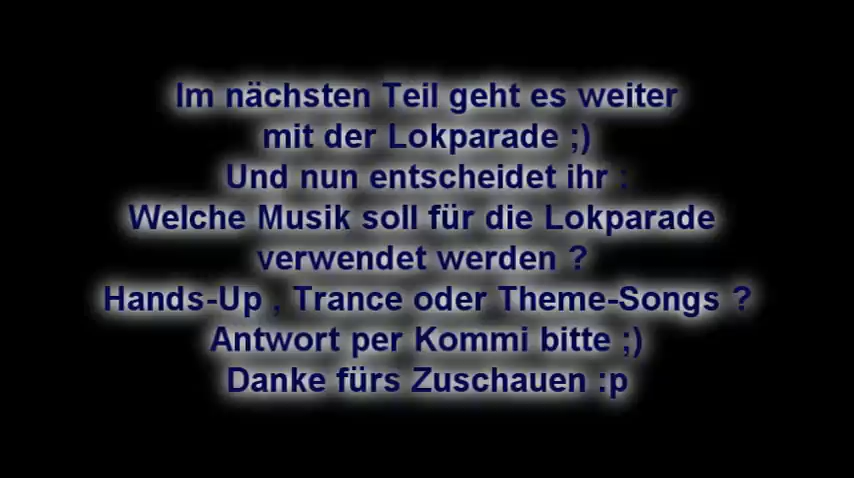 Im nächsten Teil geht es weiter
mit der Lokparade ;)
Und nun entscheidet ihr :
Welche Musik soll für die Lokparade
verwendet werden ?
Hands-Up , Trance oder Theme-Songs ?
Antwort per Kommi bitte ;)
Danke fürs Zuschauen :p